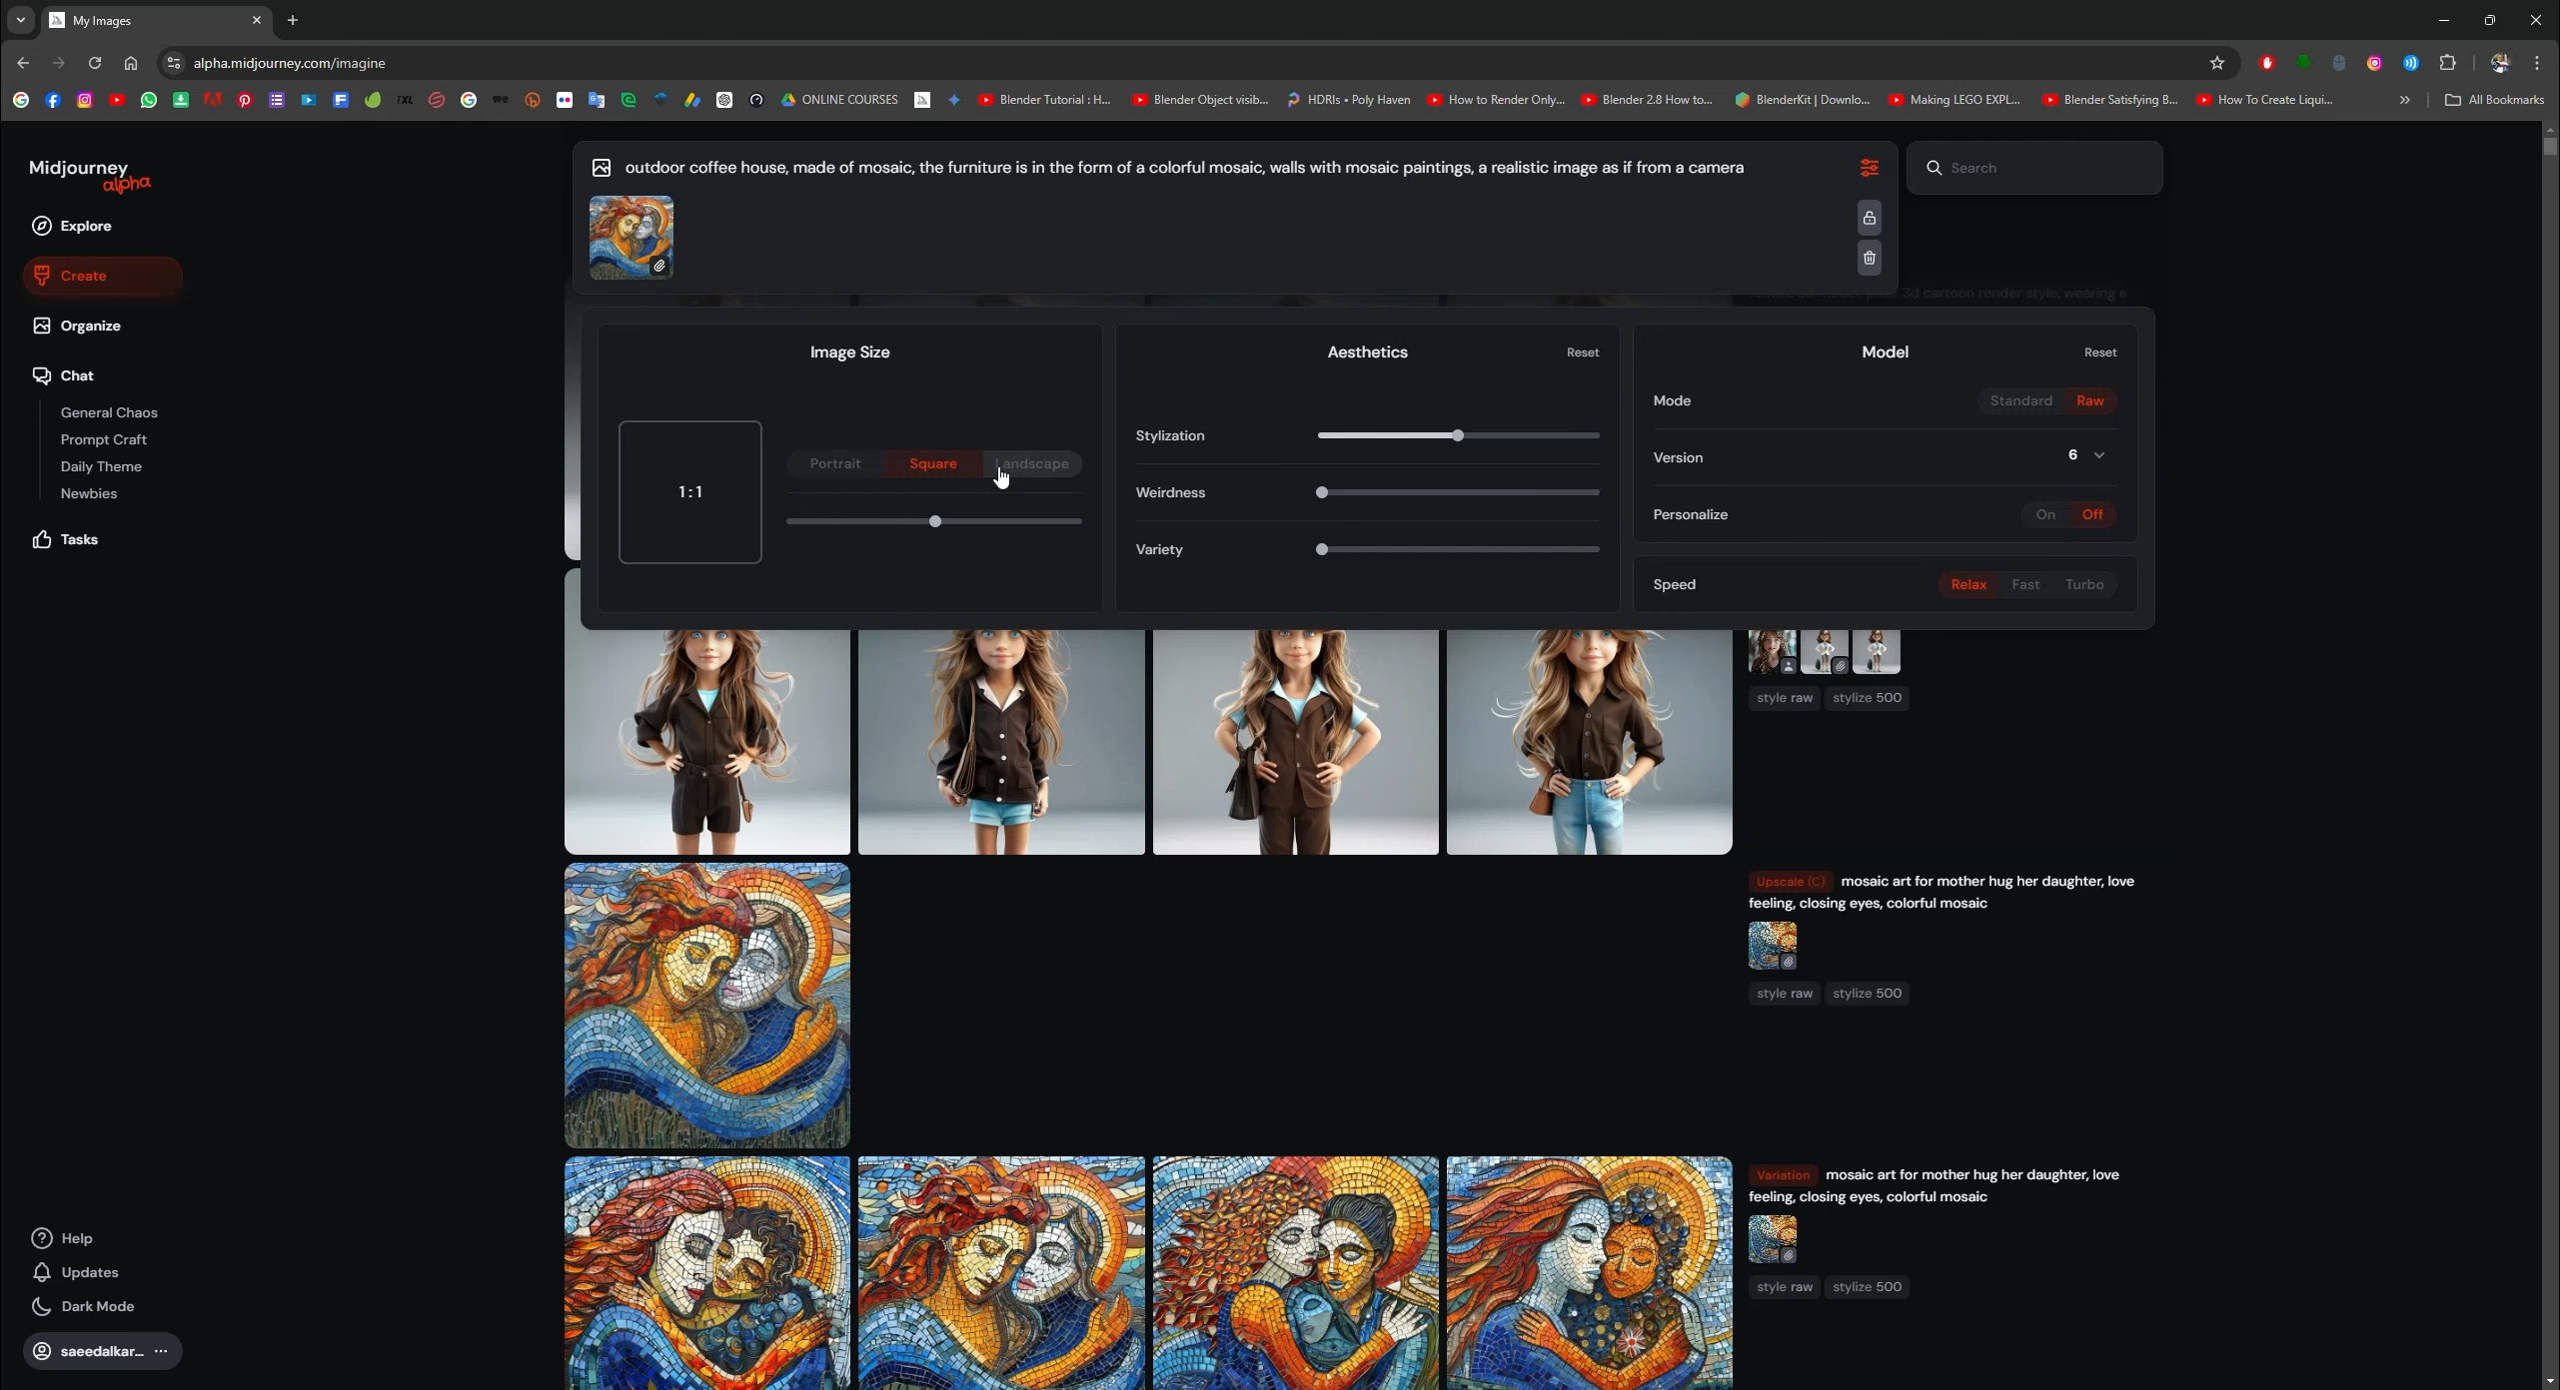 My Images
alpha.midjourney.com/imagine
ONLINE COURSES
Blender Tutorial : H...
Blender Object visib...
HDRIs • Poly Haven
How to Render Only...
Blender 2.8 How to...
BlenderKit | Downlo...
Making LEGO EXPL...
Blender Satisfying B...
How To Create Liqui...
All Bookmarks
Midjourney
alpha
Explore
Create
Organize
Chat
General Chaos
Prompt Craft
Daily Theme
Newbies
Tasks
Help
Updates
Dark Mode
saeedalkar...
outdoor coffee house, made of mosaic, the furniture is in the form of a colorful mosaic, walls with mosaic paintings, a realistic image as if from a camera
Search
3d cartoon render style, wearing a
Image Size
1:1
Portrait
Square
Landscape
Aesthetics
Reset
Stylization
Weirdness
Variety
Model
Reset
Mode
Standard
Raw
Version
6
Personalize
On
Off
Speed
Relax
Fast
Turbo
style raw
stylize 500
Upscale (C) mosaic art for mother hug her daughter, love
feeling, closing eyes, colorful mosaic
style raw
stylize 500
Variation mosaic art for mother hug her daughter, love
feeling, closing eyes, colorful mosaic
style raw
stylize 500